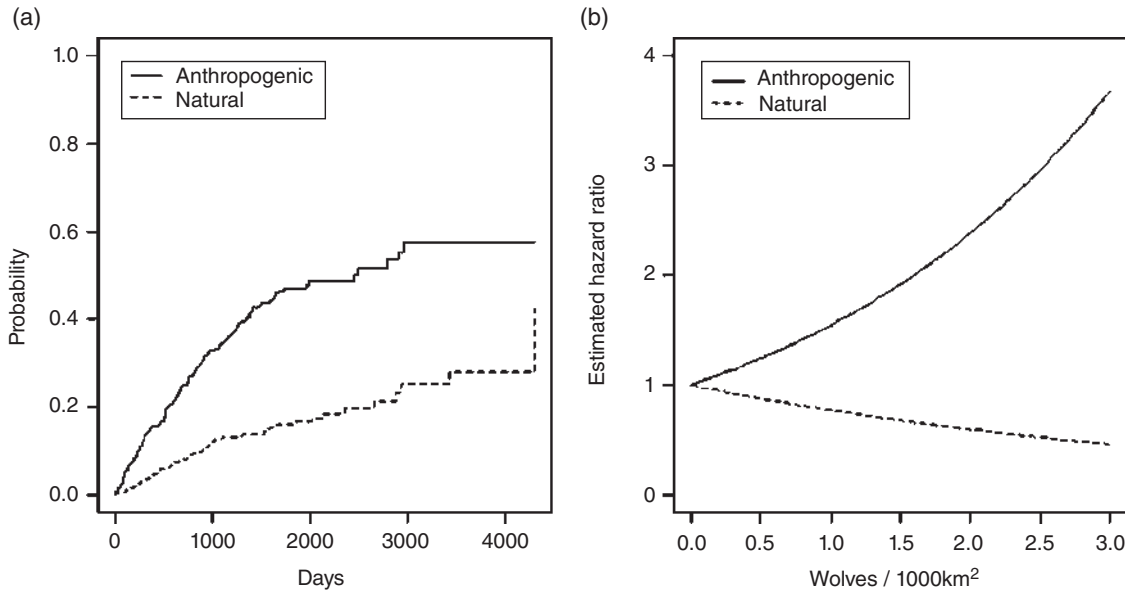 (a)
Anthropogenic
Natural
1.0
0.8
0.6
0.4
0.2
0.0
Probability
0 1000 2000 3000 4000
Days
(b)
Anthropogenic
Natural
4
3
2
1
0
Estimated hazard ratio
0.0 0.5 1.0 1.5 2.0 2.5 3.0
Wolves / 1000km²